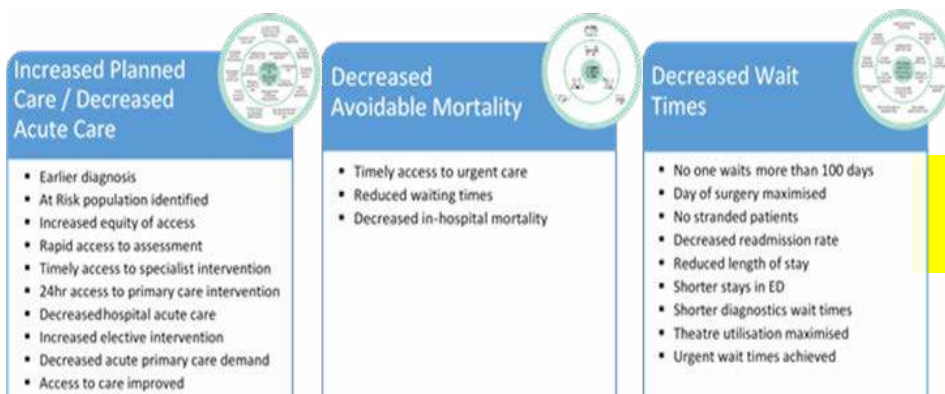 Increased Planned
Care / Decreased
Acute Care
▪ Earlier diagnosis
▪ At Risk population identified
▪ Increased equity of access
▪ Rapid access to assessment
▪ Timely access to specialist intervention
▪ 24hr access to primary care intervention
▪ Decreased hospital acute care
▪ Increased elective intervention
▪ Decreased acute primary care demand
▪ Access to care improved
Decreased
Avoidable Mortality
▪ Timely access to urgent care
▪ Reduced waiting times
▪ Decreased in-hospital mortality
Decreased Wait
Times
▪ No one waits more than 100 days
▪ Day of surgery maximised
▪ No stranded patients
▪ Decreased readmission rate
▪ Reduced length of stay
▪ Shorter stays in ED
▪ Shorter diagnostics wait times
▪ Theatre utilisation maximised
▪ Urgent wait times achieved